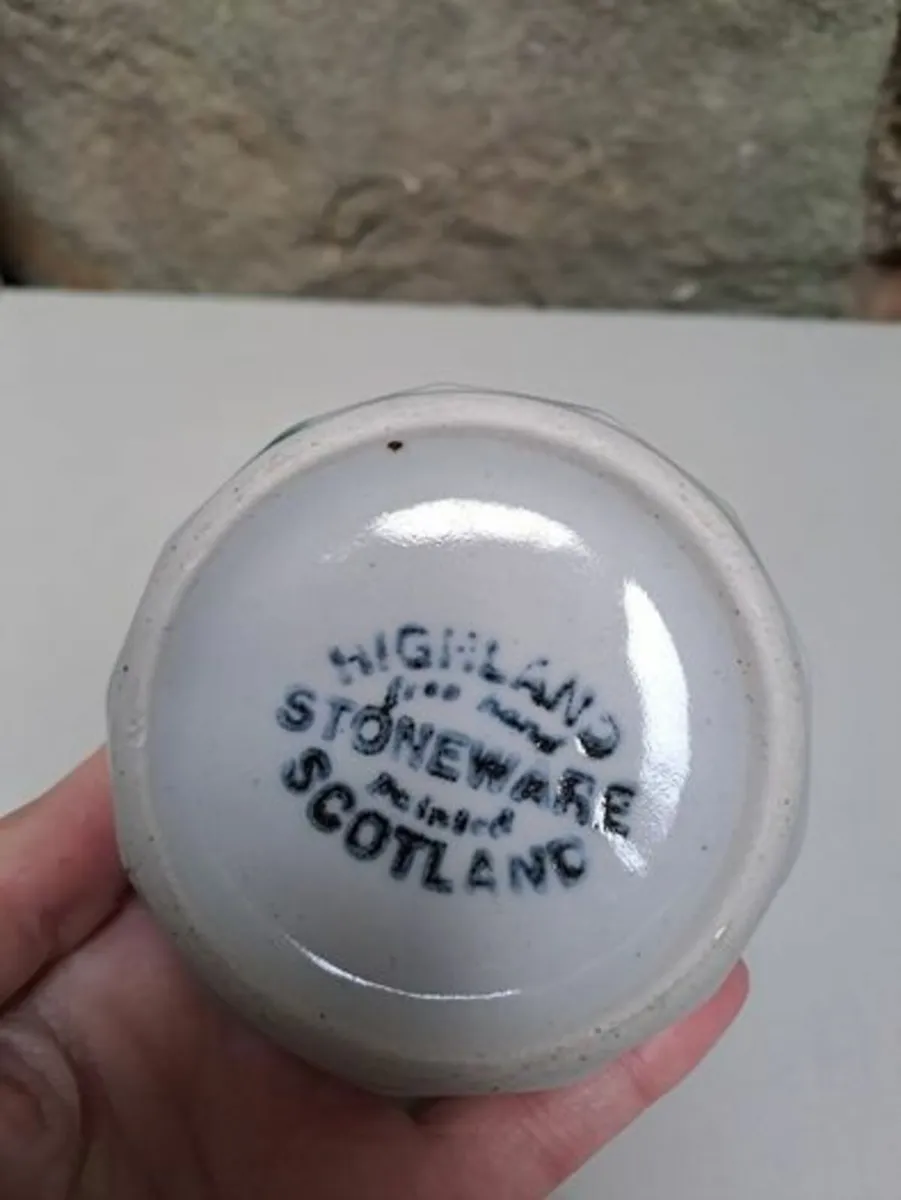 HIGHLAND
free hand
STONEWARE
painted
SCOTLAND